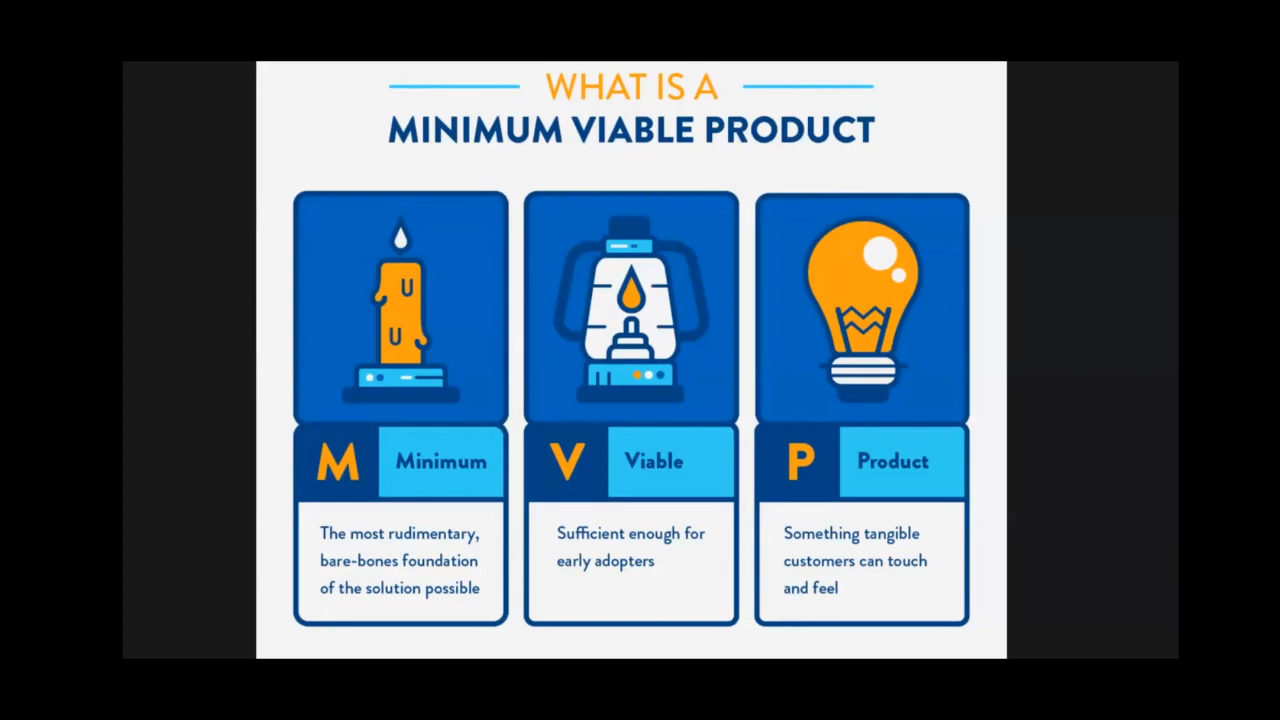 WHAT IS A
MINIMUM VIABLE PRODUCT
M Minimum
The most rudimentary,
bare-bones foundation
of the solution possible
V Viable
Sufficient enough for
early adopters
P Product
Something tangible
customers can touch
and feel